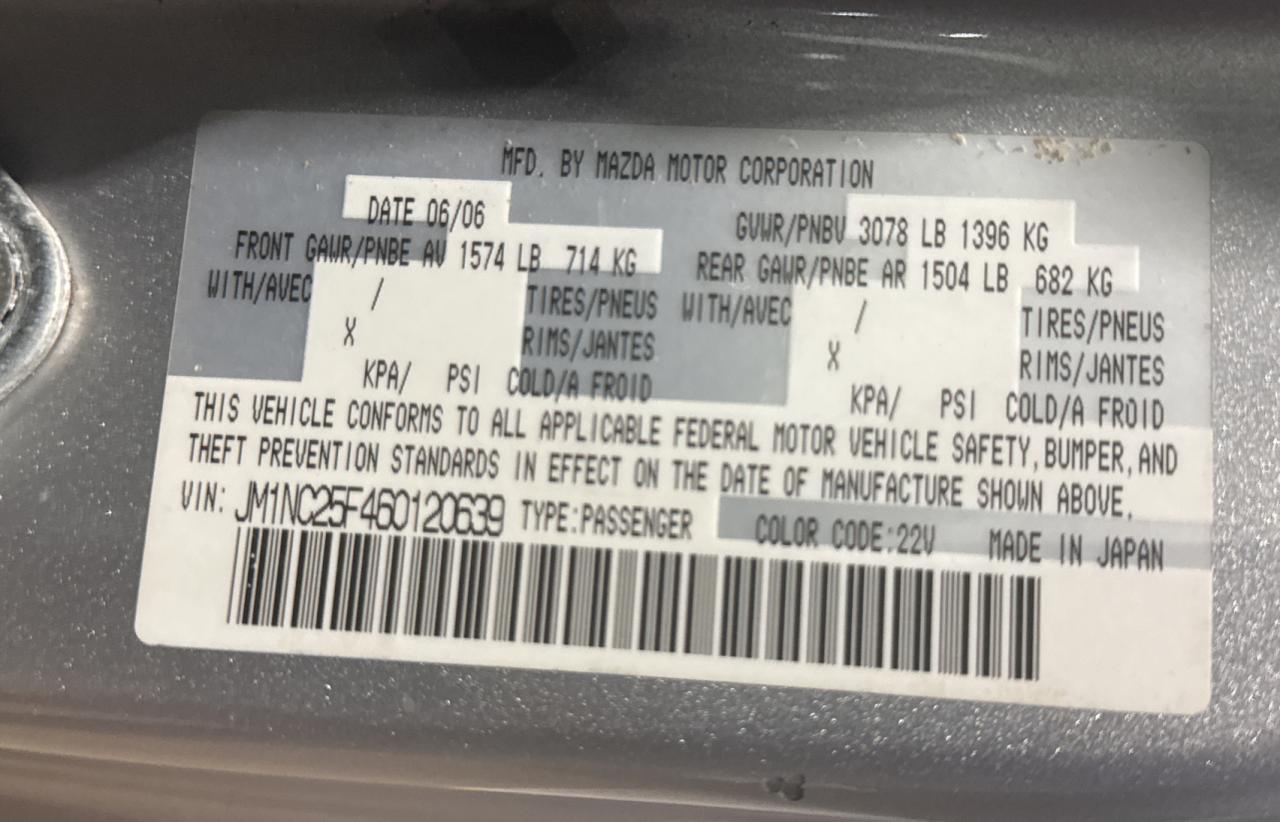 MFD. BY MAZDA MOTOR CORPORATION
DATE 06/06 GVWR/PNBV 3078 LB 1396 KG
FRONT GAWR/PNBE AV 1574 LB 714 KG REAR GAWR/PNBE AR 1504 LB 682 KG
WITH/AVEC / TIRES/PNEUS WITH/AVEC / TIRES/PNEUS
X RIMS/JANTES X RIMS/JANTES
KPA/ PSI COLD/A FROID KPA/ PSI COLD/A FROID
THIS VEHICLE CONFORMS TO ALL APPLICABLE FEDERAL MOTOR VEHICLE SAFETY, BUMPER, AND
THEFT PREVENTION STANDARDS IN EFFECT ON THE DATE OF MANUFACTURE SHOWN ABOVE.
VIN: JM1NC25F460120639 TYPE:PASSENGER COLOR CODE:22V MADE IN JAPAN